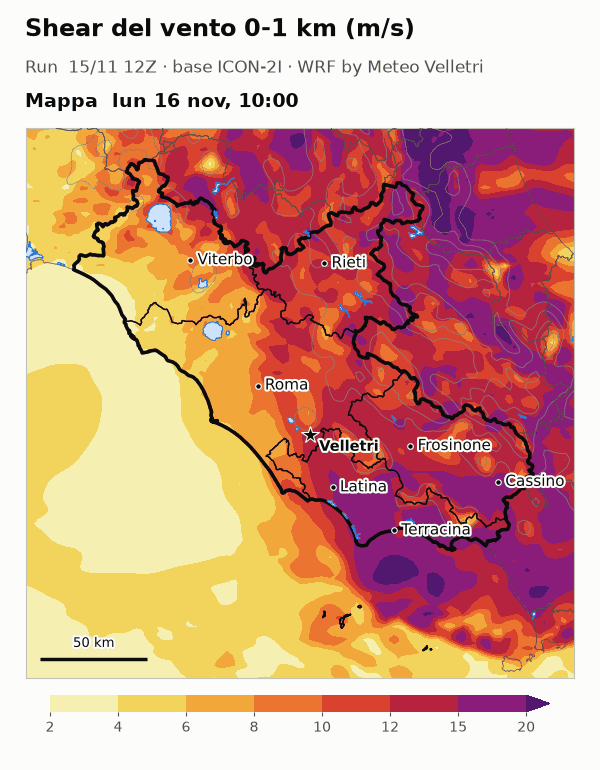 Shear del vento 0-1 km (m/s)
Run  15/11 12Z · base ICON-2I · WRF by Meteo Velletri
Mappa  lun 16 nov, 10:00
Viterbo
Rieti
Roma
Velletri
Frosinone
Latina
Cassino
Terracina
50 km
2 4 6 8 10 12 15 20